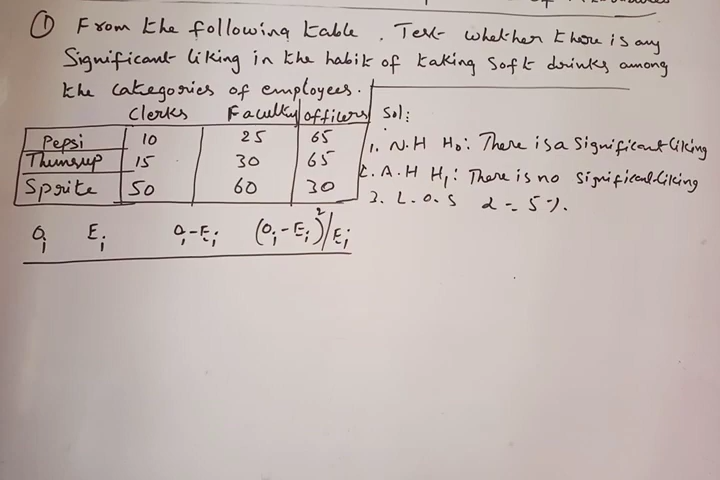 ① From the following table, Test whether there is any
Significant liking in the habit of taking Soft drinks among
the categories of employees.
Clerks Faculty officers
Pepsi 10 25 65
Thumsup 15 30 65
Sprite 50 60 30
Sol:
1. N.H H₀: There is a significant liking
2. A.H H₁: There is no significant liking
3. L.O.S α = 5%.
Oᵢ Eᵢ Oᵢ-Eᵢ (Oᵢ-Eᵢ)²/Eᵢ